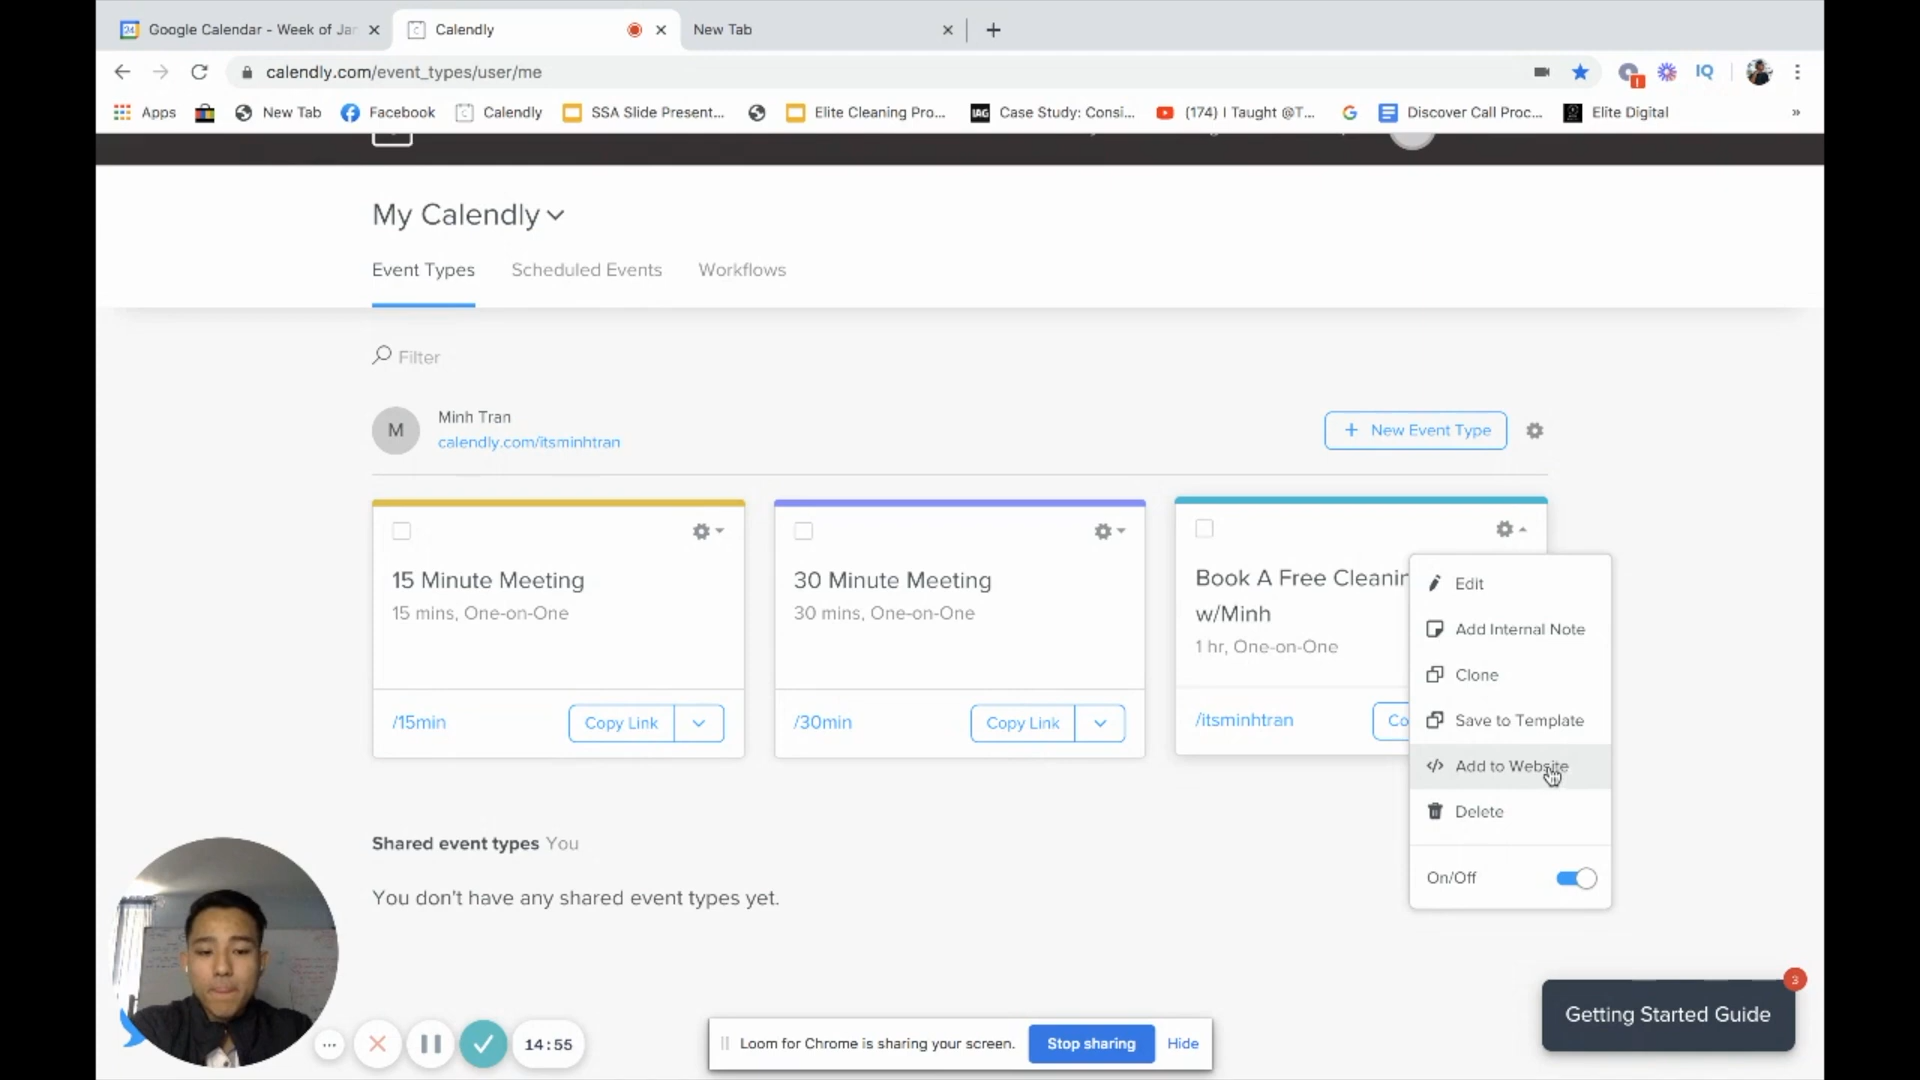 Google Calendar - Week of Jar
Calendly
New Tab
calendly.com/event_types/user/me
IQ
Apps
New Tab
Facebook
Calendly
SSA Slide Present...
Elite Cleaning Pro...
IAG
Case Study: Consi...
(174) I Taught @T...
Discover Call Proc...
Elite Digital
»
My Calendly
Event Types
Scheduled Events
Workflows
Filter
M
Minh Tran
calendly.com/itsminhtran
+ New Event Type
15 Minute Meeting
15 mins, One-on-One
/15min
Copy Link
30 Minute Meeting
30 mins, One-on-One
/30min
Copy Link
Book A Free Cleanin
w/Minh
1 hr, One-on-One
/itsminhtran
Co
Edit
Add Internal Note
Clone
Save to Template
</> Add to Website
Delete
On/Off
Shared event types You
You don't have any shared event types yet.
3
Getting Started Guide
14:55
Loom for Chrome is sharing your screen.
Stop sharing
Hide